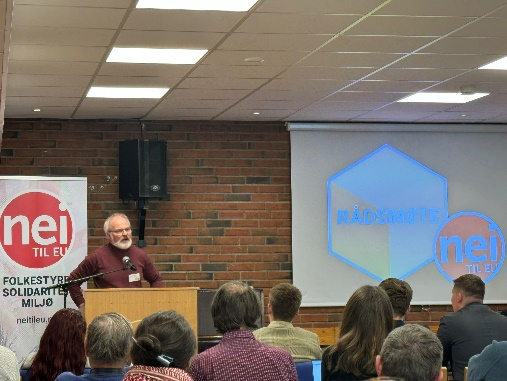 nei
TIL EU
FOLKESTYRE
SOLIDARITET
MILJØ
neitileu.no
RÅDSMØTE
nei
TIL EU